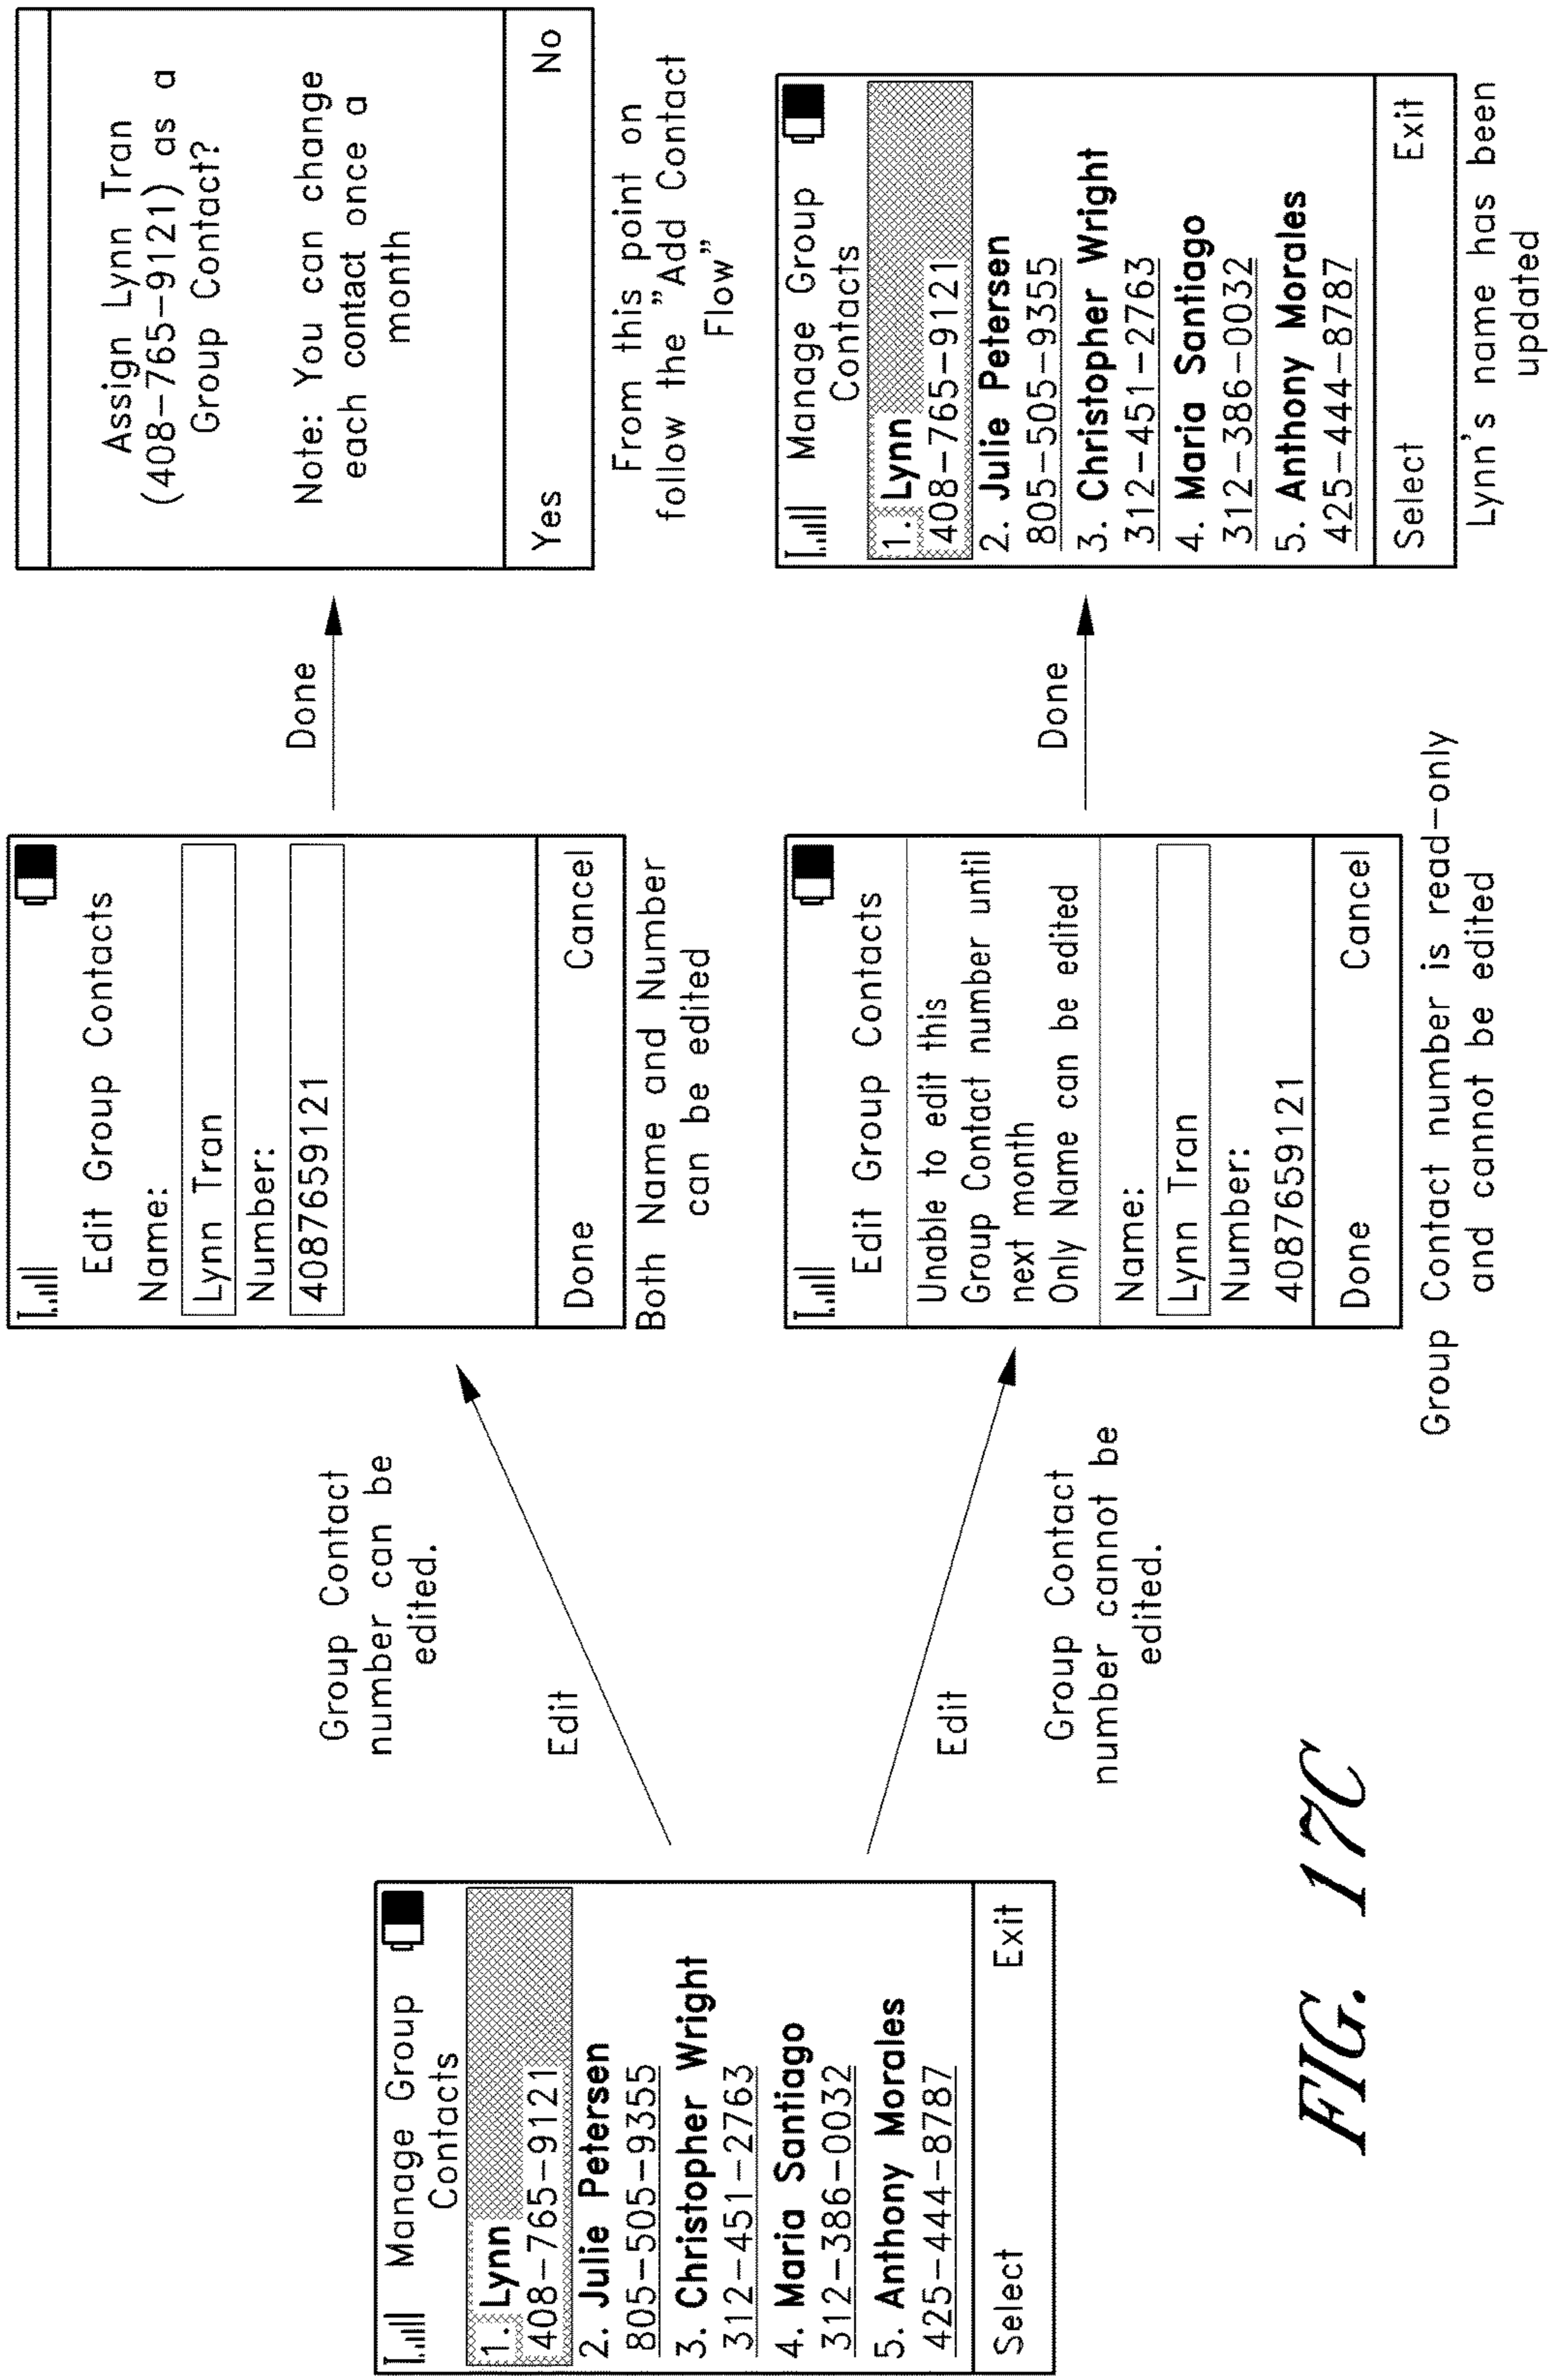 Manage Group
Contacts
1. Lynn
408-765-9121
2. Julie Petersen
805-505-9355
3. Christopher Wright
312-451-2763
4. Maria Santiago
312-386-0032
5. Anthony Morales
425-444-8787
Select Exit
Group Contact
number can be
edited.
Edit
Edit
Group Contact
number cannot be
edited.
Edit Group Contacts
Name:
Lynn Tran
Number:
4087659121
Done Cancel
Both Name and Number
can be edited
Done
Assign Lynn Tran
(408-765-9121) as a
Group Contact?
Note: You can change
each contact once a
month
Yes No
From this point on
follow the "Add Contact
Flow"
Edit Group Contacts
Unable to edit this
Group Contact number until
next month
Only Name can be edited
Name:
Lynn Tran
Number:
4087659121
Done Cancel
Group Contact number is read-only
and cannot be edited
Done
Manage Group
Contacts
1. Lynn
408-765-9121
2. Julie Petersen
805-505-9355
3. Christopher Wright
312-451-2763
4. Maria Santiago
312-386-0032
5. Anthony Morales
425-444-8787
Select Exit
Lynn's name has been
updated
FIG. 17C